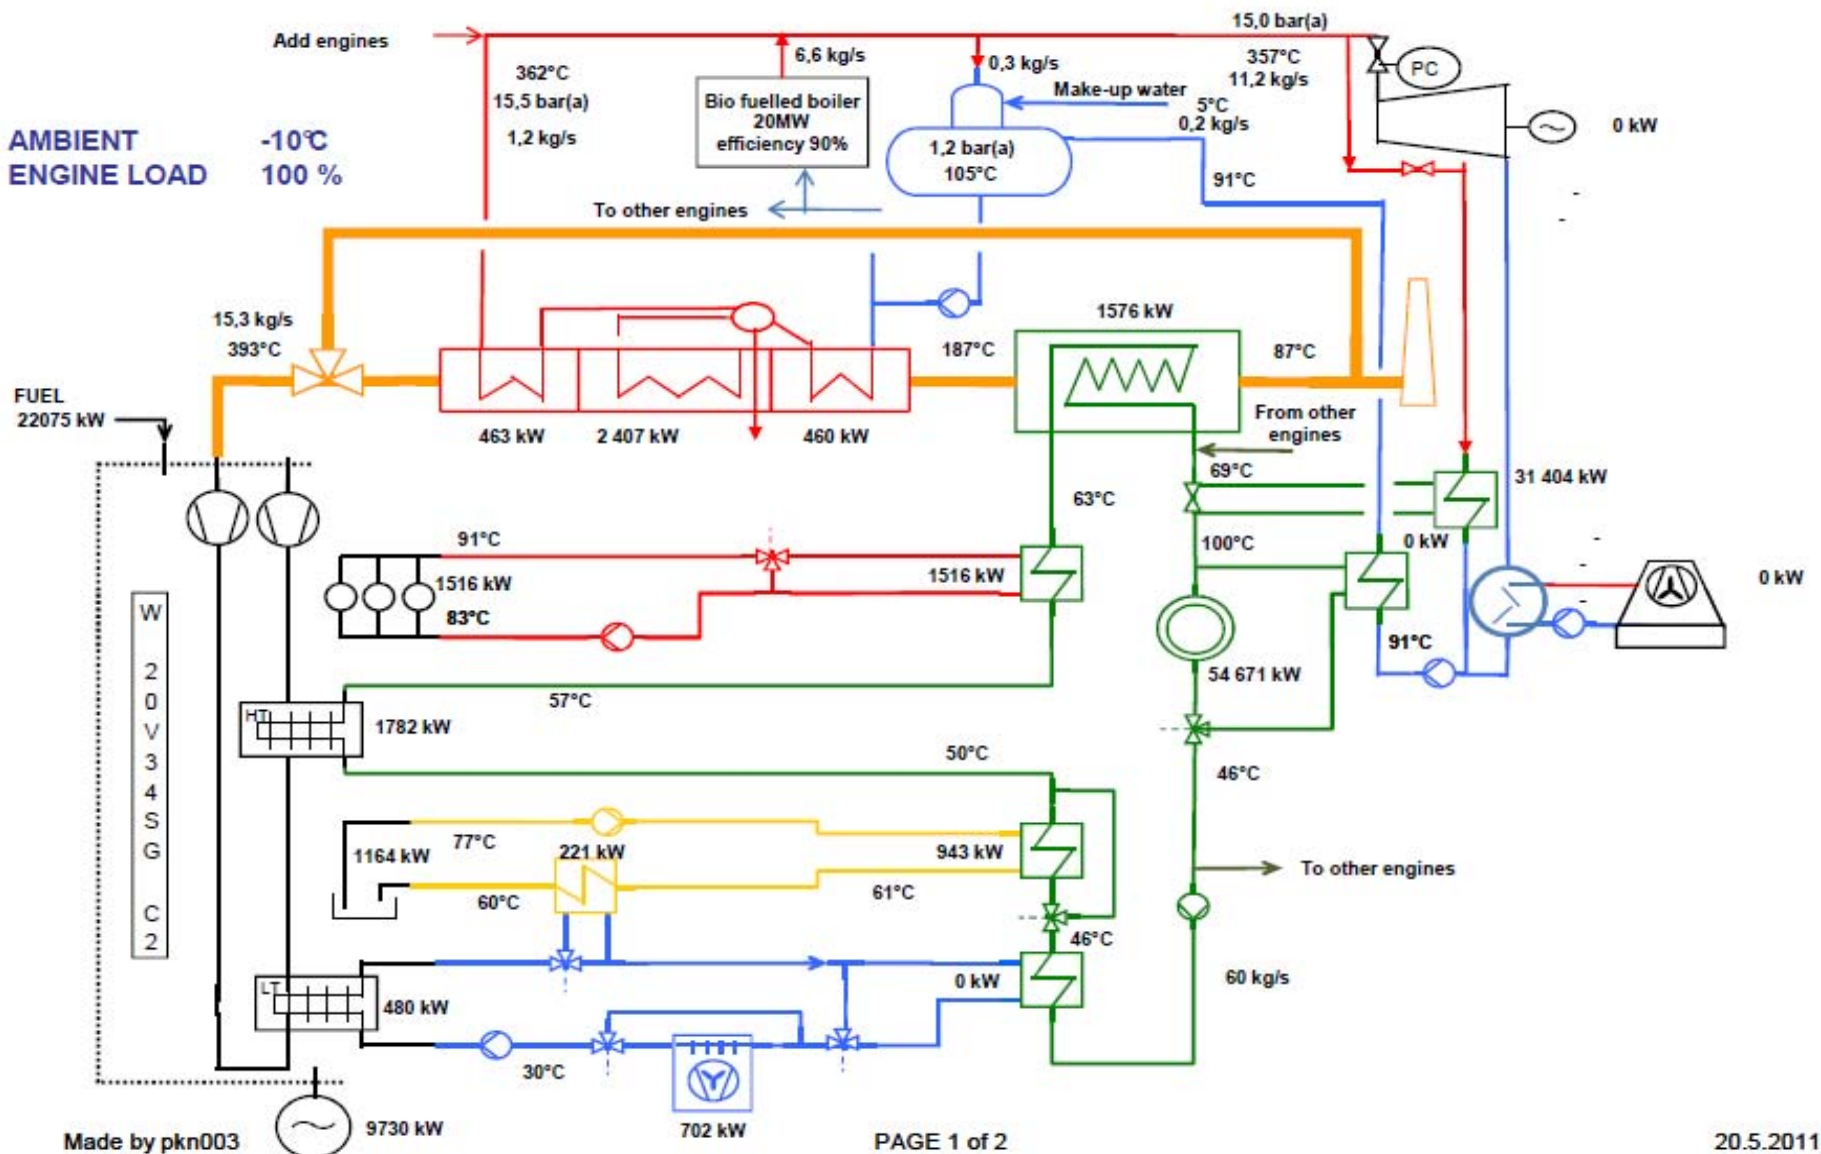 Add engines
15,0 bar(a)
6,6 kg/s
0,3 kg/s
357°C
11,2 kg/s
PC
362°C
15,5 bar(a)
1,2 kg/s
Bio fuelled boiler
20MW
efficiency 90%
Make-up water
5°C
0,2 kg/s
0 kW
AMBIENT -10°C
ENGINE LOAD 100 %
1,2 bar(a)
105°C
91°C
To other engines
15,3 kg/s
393°C
1576 kW
187°C
87°C
FUEL
22075 kW
463 kW
2 407 kW
460 kW
From other
engines
69°C
31 404 kW
63°C
91°C
100°C
0 kW
1516 kW
1516 kW
83°C
0 kW
91°C
54 671 kW
57°C
HT
1782 kW
50°C
46°C
77°C
1164 kW
221 kW
943 kW
To other engines
60°C
61°C
46°C
LT
480 kW
0 kW
60 kg/s
30°C
W
2
0
V
3
4
S
G
C
2
9730 kW
702 kW
Made by pkn003
PAGE 1 of 2
20.5.2011